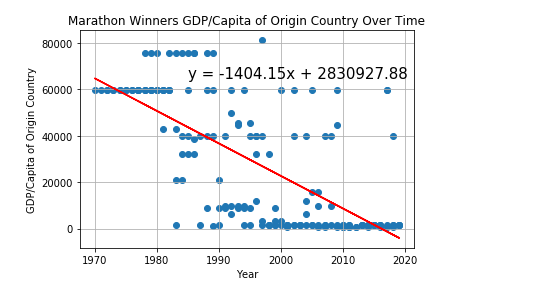 Marathon Winners GDP/Capita of Origin Country Over Time
y = -1404.15x + 2830927.88
GDP/Capita of Origin Country
80000
60000
40000
20000
0
1970 1980 1990 2000 2010 2020
Year